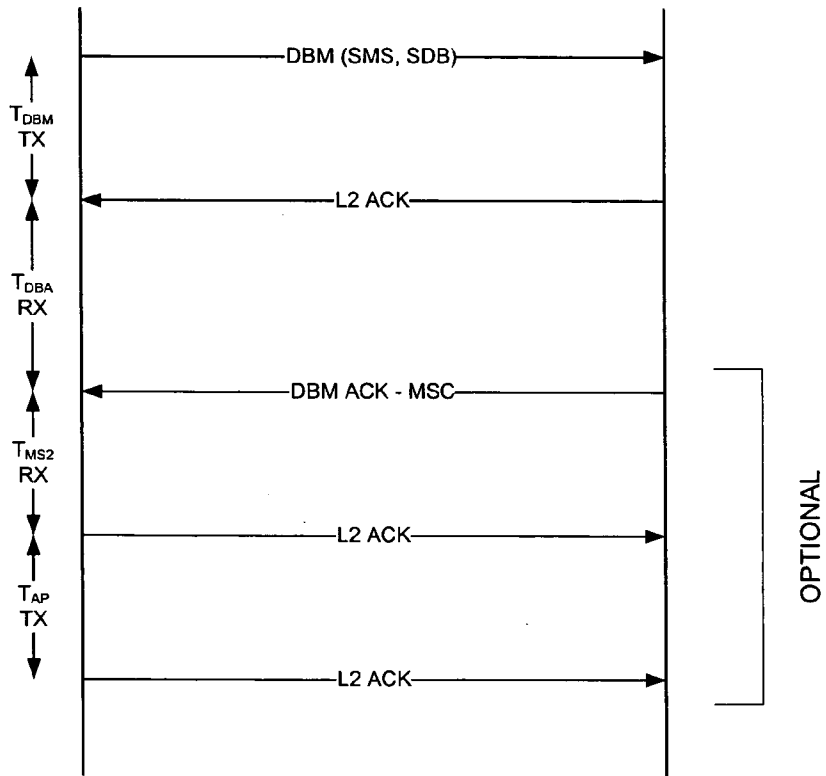 DBM (SMS, SDB)
T_DBM
TX
L2 ACK
T_DBA
RX
DBM ACK - MSC
T_MS2
RX
L2 ACK
T_AP
TX
L2 ACK
OPTIONAL